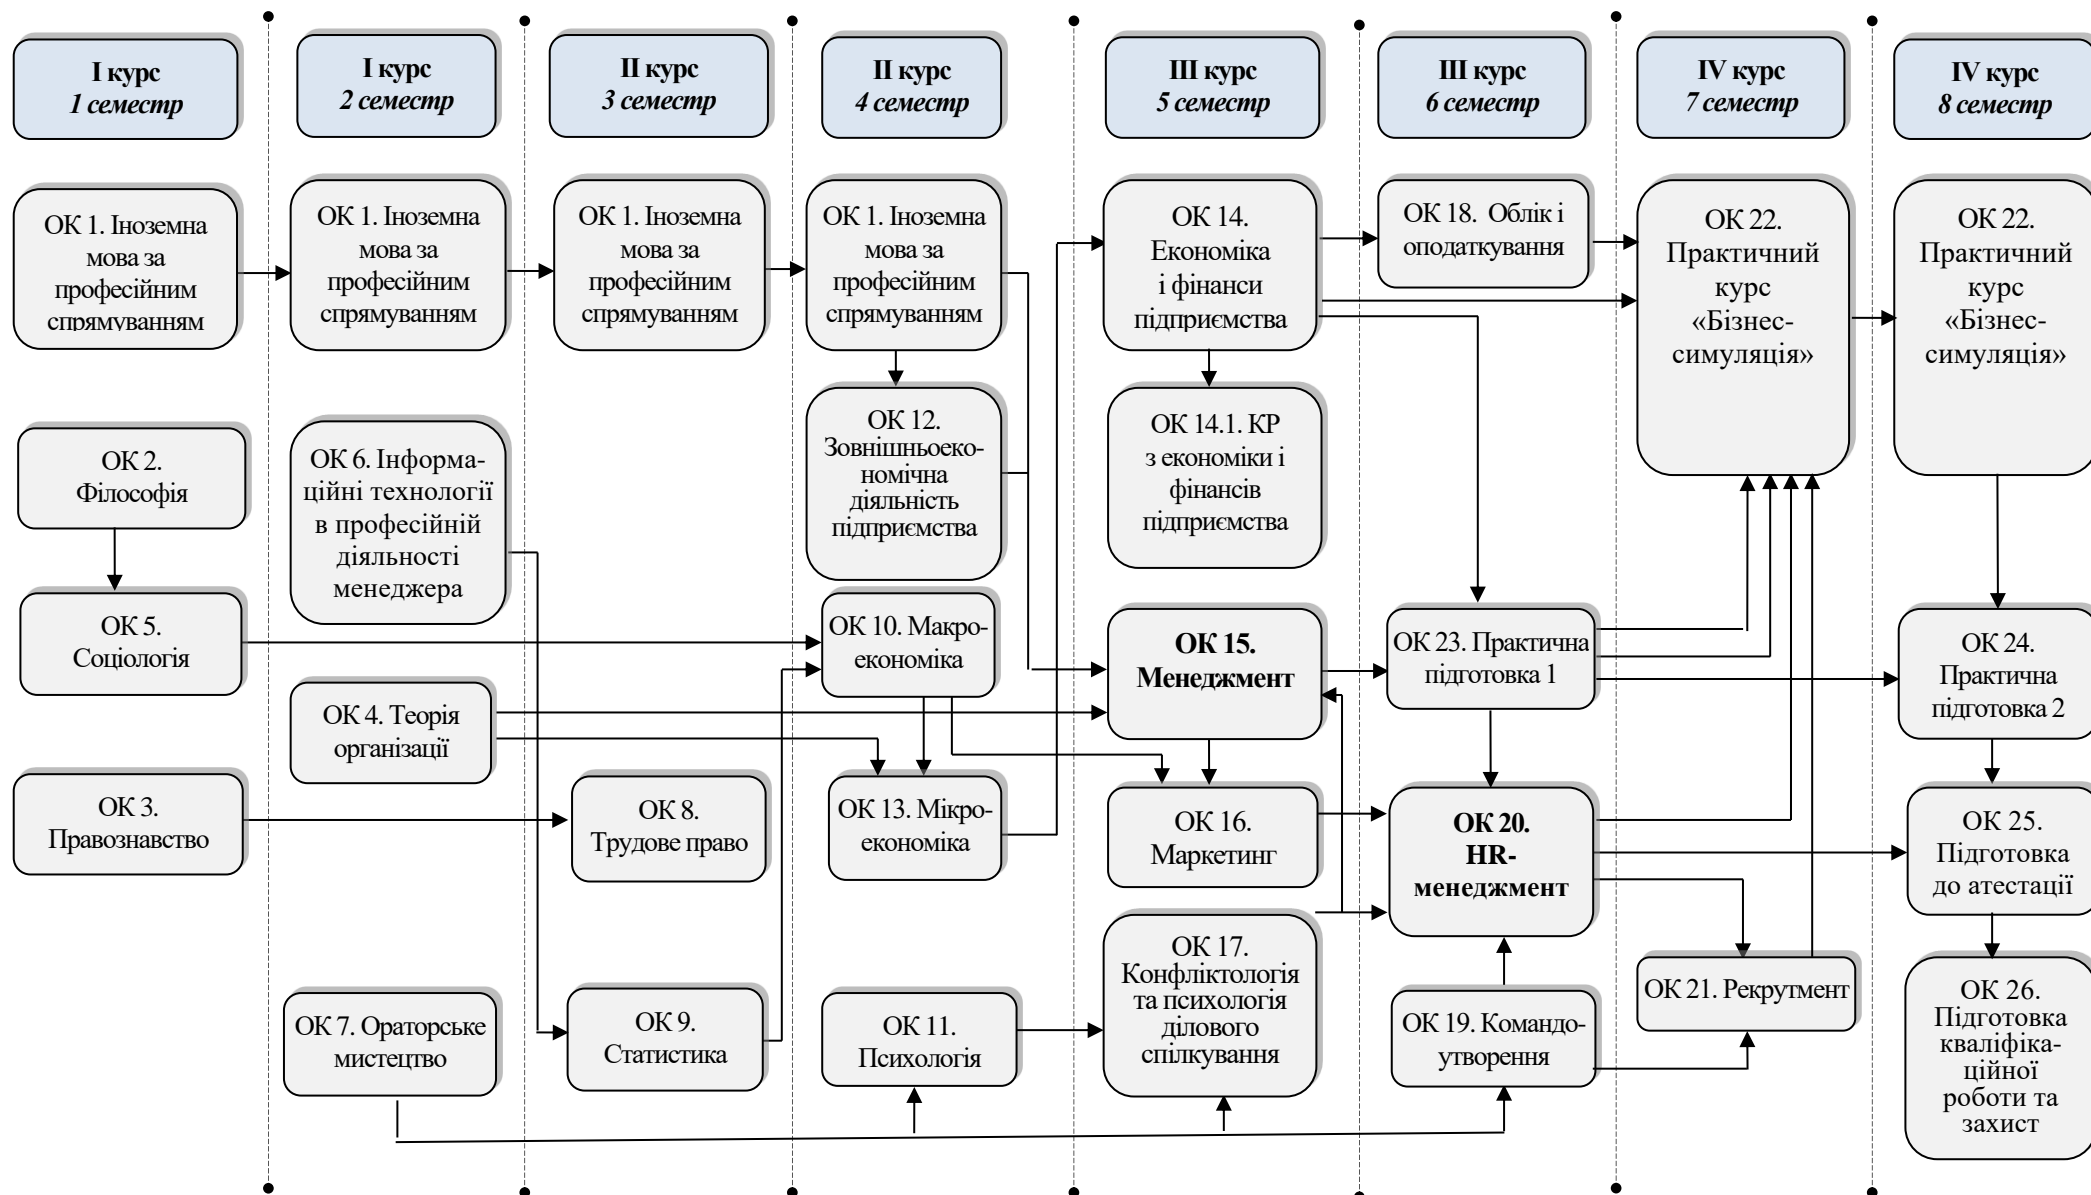 І курс
1 семестр
І курс
2 семестр
ІІ курс
3 семестр
ІІ курс
4 семестр
ІІІ курс
5 семестр
ІІІ курс
6 семестр
IV курс
7 семестр
IV курс
8 семестр
ОК 1. Іноземна
мова за
професійним
спрямуванням
ОК 2.
Філософія
ОК 5.
Соціологія
ОК 3.
Правознавство
ОК 1. Іноземна
мова за
професійним
спрямуванням
ОК 6. Інформа-
ційні технології
в професійній
діяльності
менеджера
ОК 4. Теорія
організації
ОК 7. Ораторське
мистецтво
ОК 1. Іноземна
мова за
професійним
спрямуванням
ОК 8.
Трудове право
ОК 9.
Статистика
ОК 1. Іноземна
мова за
професійним
спрямуванням
ОК 12.
Зовнішньоеко-
номічна
діяльність
підприємства
ОК 10. Макро-
економіка
ОК 13. Мікро-
економіка
ОК 11.
Психологія
ОК 14.
Економіка
і фінанси
підприємства
ОК 14.1. КР
з економіки і
фінансів
підприємства
ОК 15.
Менеджмент
ОК 16.
Маркетинг
ОК 17.
Конфліктологія
та психологія
ділового
спілкування
ОК 18. Облік і
оподаткування
ОК 23. Практична
підготовка 1
ОК 20.
HR-
менеджмент
ОК 19. Командо-
утворення
ОК 22.
Практичний
курс
«Бізнес-
симуляція»
ОК 21. Рекрутмент
ОК 22.
Практичний
курс
«Бізнес-
симуляція»
ОК 24.
Практична
підготовка 2
ОК 25.
Підготовка
до атестації
ОК 26.
Підготовка
кваліфіка-
ційної
роботи та
захист